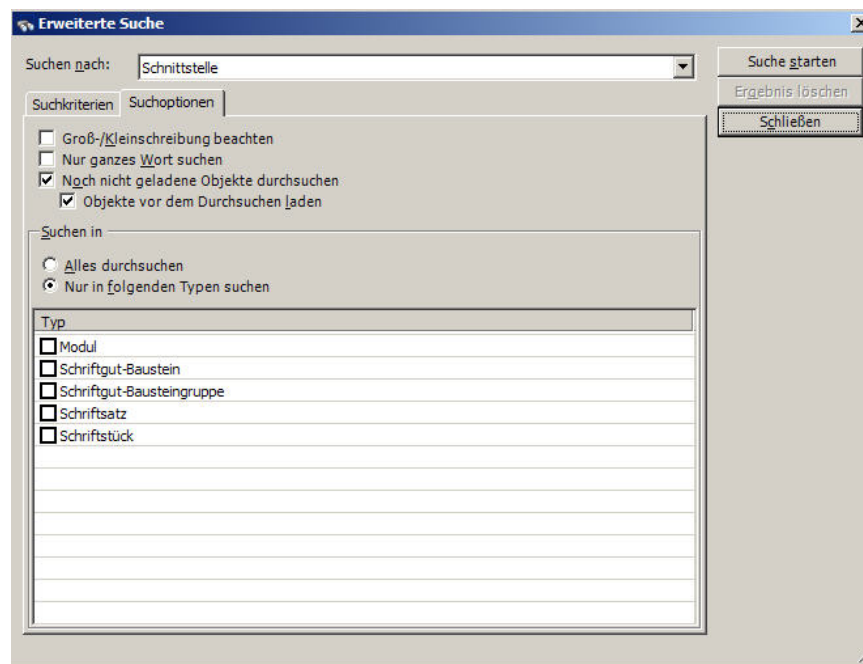 Erweiterte Suche
Suchen nach: Schnittstelle
Suche starten
Ergebnis löschen
Schließen
Suchkriterien Suchoptionen
Groß-/Kleinschreibung beachten
Nur ganzes Wort suchen
Noch nicht geladene Objekte durchsuchen
Objekte vor dem Durchsuchen laden
Suchen in
Alles durchsuchen
Nur in folgenden Typen suchen
Typ
Modul
Schriftgut-Baustein
Schriftgut-Bausteingruppe
Schriftsatz
Schriftstück